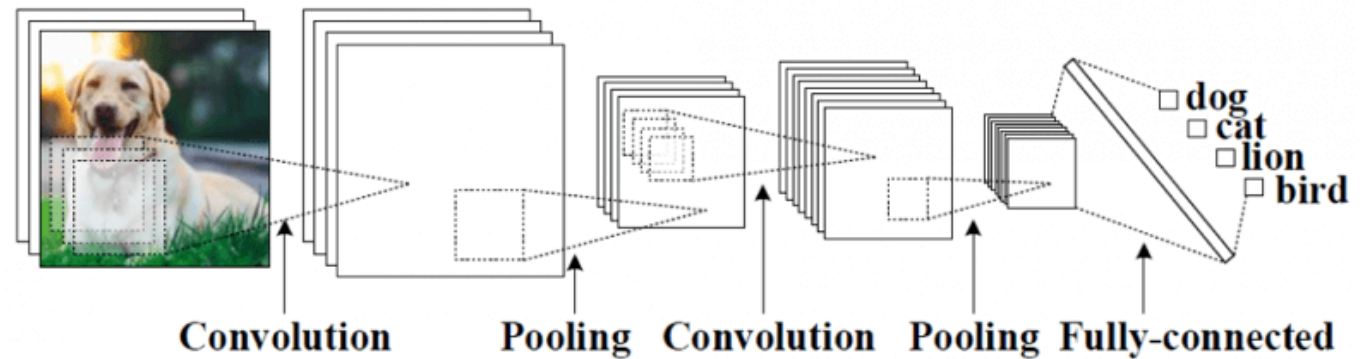 dog
cat
lion
bird
Convolution Pooling Convolution Pooling Fully-connected